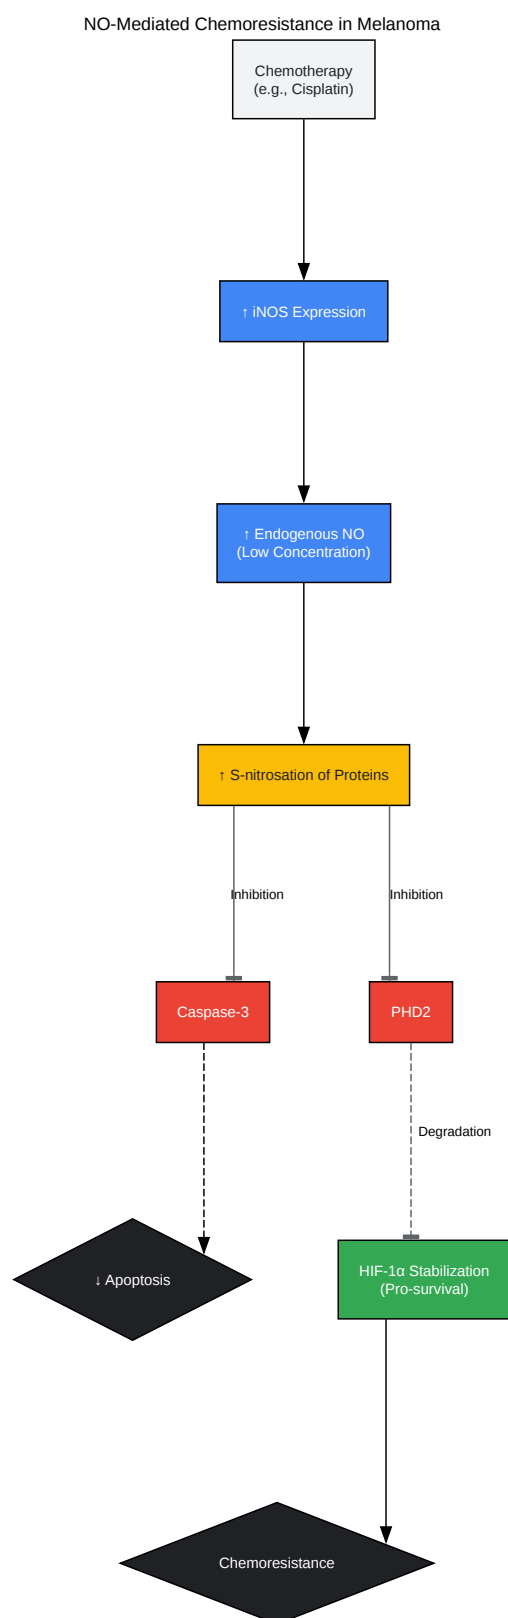 NO-Mediated Chemoresistance in Melanoma
Chemotherapy
(e.g., Cisplatin)
↑ iNOS Expression
↑ Endogenous NO
(Low Concentration)
↑ S-nitrosation of Proteins
Inhibition
Inhibition
Caspase-3
PHD2
Degradation
↓ Apoptosis
HIF-1α Stabilization
(Pro-survival)
Chemoresistance